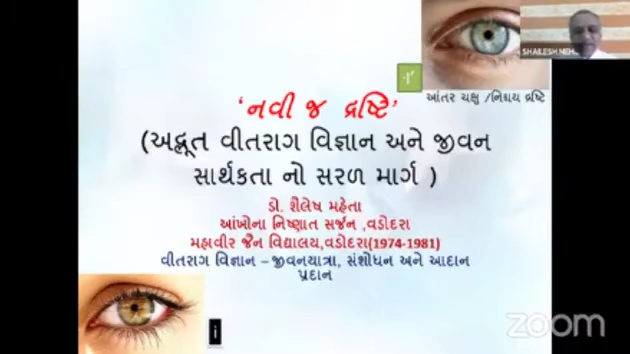 SHAILESH MEH
આંતર ચક્ષુ /નિશ્ચય દ્રષ્ટિ
'નવી જ દ્રષ્ટિ'
(અદ્ભૂત વીતરાગ વિજ્ઞાન અને જીવન
સાર્થકતા નો સરળ માર્ગ )
ડો. શૈલેષ મહેતા
આંખોના નિષ્ણાત સર્જન ,વડોદરા
મહાવીર જૈન વિદ્યાલય,વડોદરા(1974-1981)
વીતરાગ વિજ્ઞાન – જીવનયાત્રા, સંશોધન અને આદાન
પ્રદાન
i
zoom